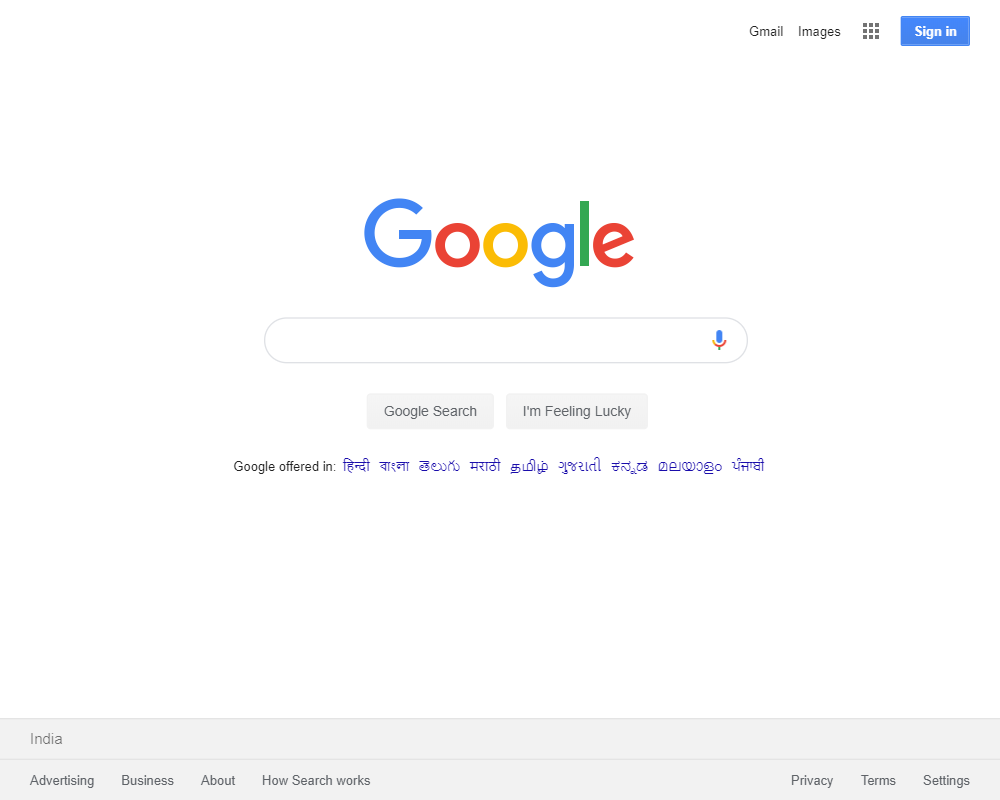 Gmail Images Sign in
Google
Google Search I'm Feeling Lucky
Google offered in: हिन्दी বাংলা తెలుగు मराठी தமிழ் ગુજરાતી ಕನ್ನಡ മലയാളം ਪੰਜਾਬੀ
India
Advertising Business About How Search works Privacy Terms Settings